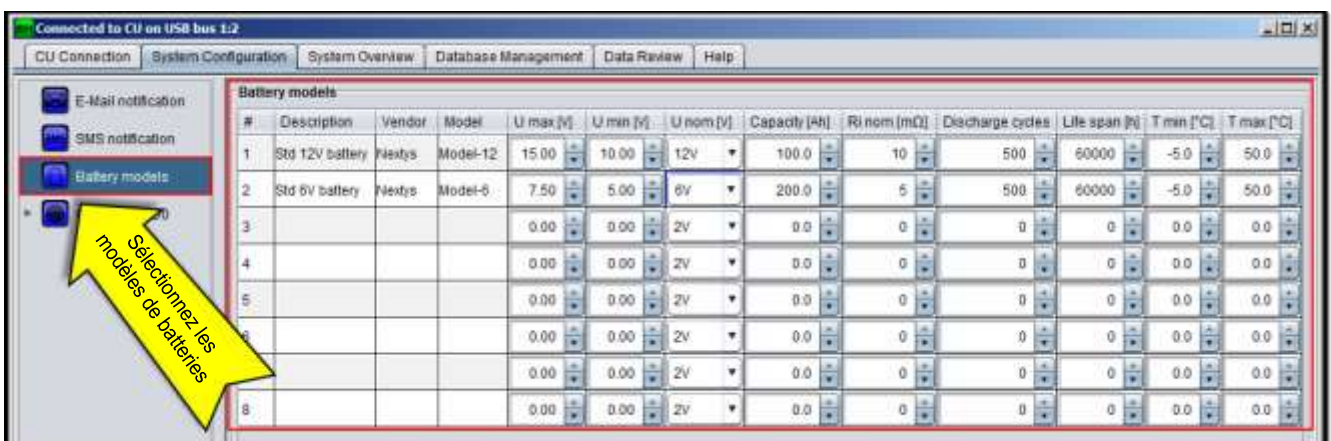 Connected to CU on USB bus 1:2
CU Connection System Configuration System Overview Database Management Data Review Help
E-Mail notification
SMS notification
Battery models
Battery models
# Description Vendor Model U max [V] U min [V] U nom [V] Capacity [Ah] Ri nom [mΩ] Discharge cycles Life span [h] T min [°C] T max [°C]
1 Std 12V battery Nextys Model-12 15.00 10.00 12V 100.0 10 500 60000 -5.0 50.0
2 Std 6V battery Nextys Model-6 7.50 5.00 6V 200.0 5 500 60000 -5.0 50.0
3 0.00 0.00 2V 0.0 0 0 0 0.0 0.0
4 0.00 0.00 2V 0.0 0 0 0 0.0 0.0
5 0.00 0.00 2V 0.0 0 0 0 0.0 0.0
0.00 0.00 2V 0.0 0 0 0 0.0 0.0
0.00 0.00 2V 0.0 0 0 0 0.0 0.0
8 0.00 0.00 2V 0.0 0 0 0 0.0 0.0
Sélectionnez les
modèles de batteries